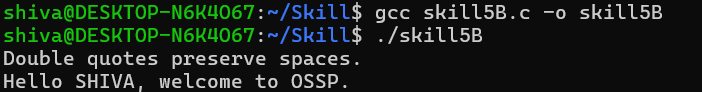 shiva@DESKTOP-N6K4O67:~/Skill$ gcc skill5B.c -o skill5B
shiva@DESKTOP-N6K4O67:~/Skill$ ./skill5B
Double quotes preserve spaces.
Hello SHIVA, welcome to OSSP.